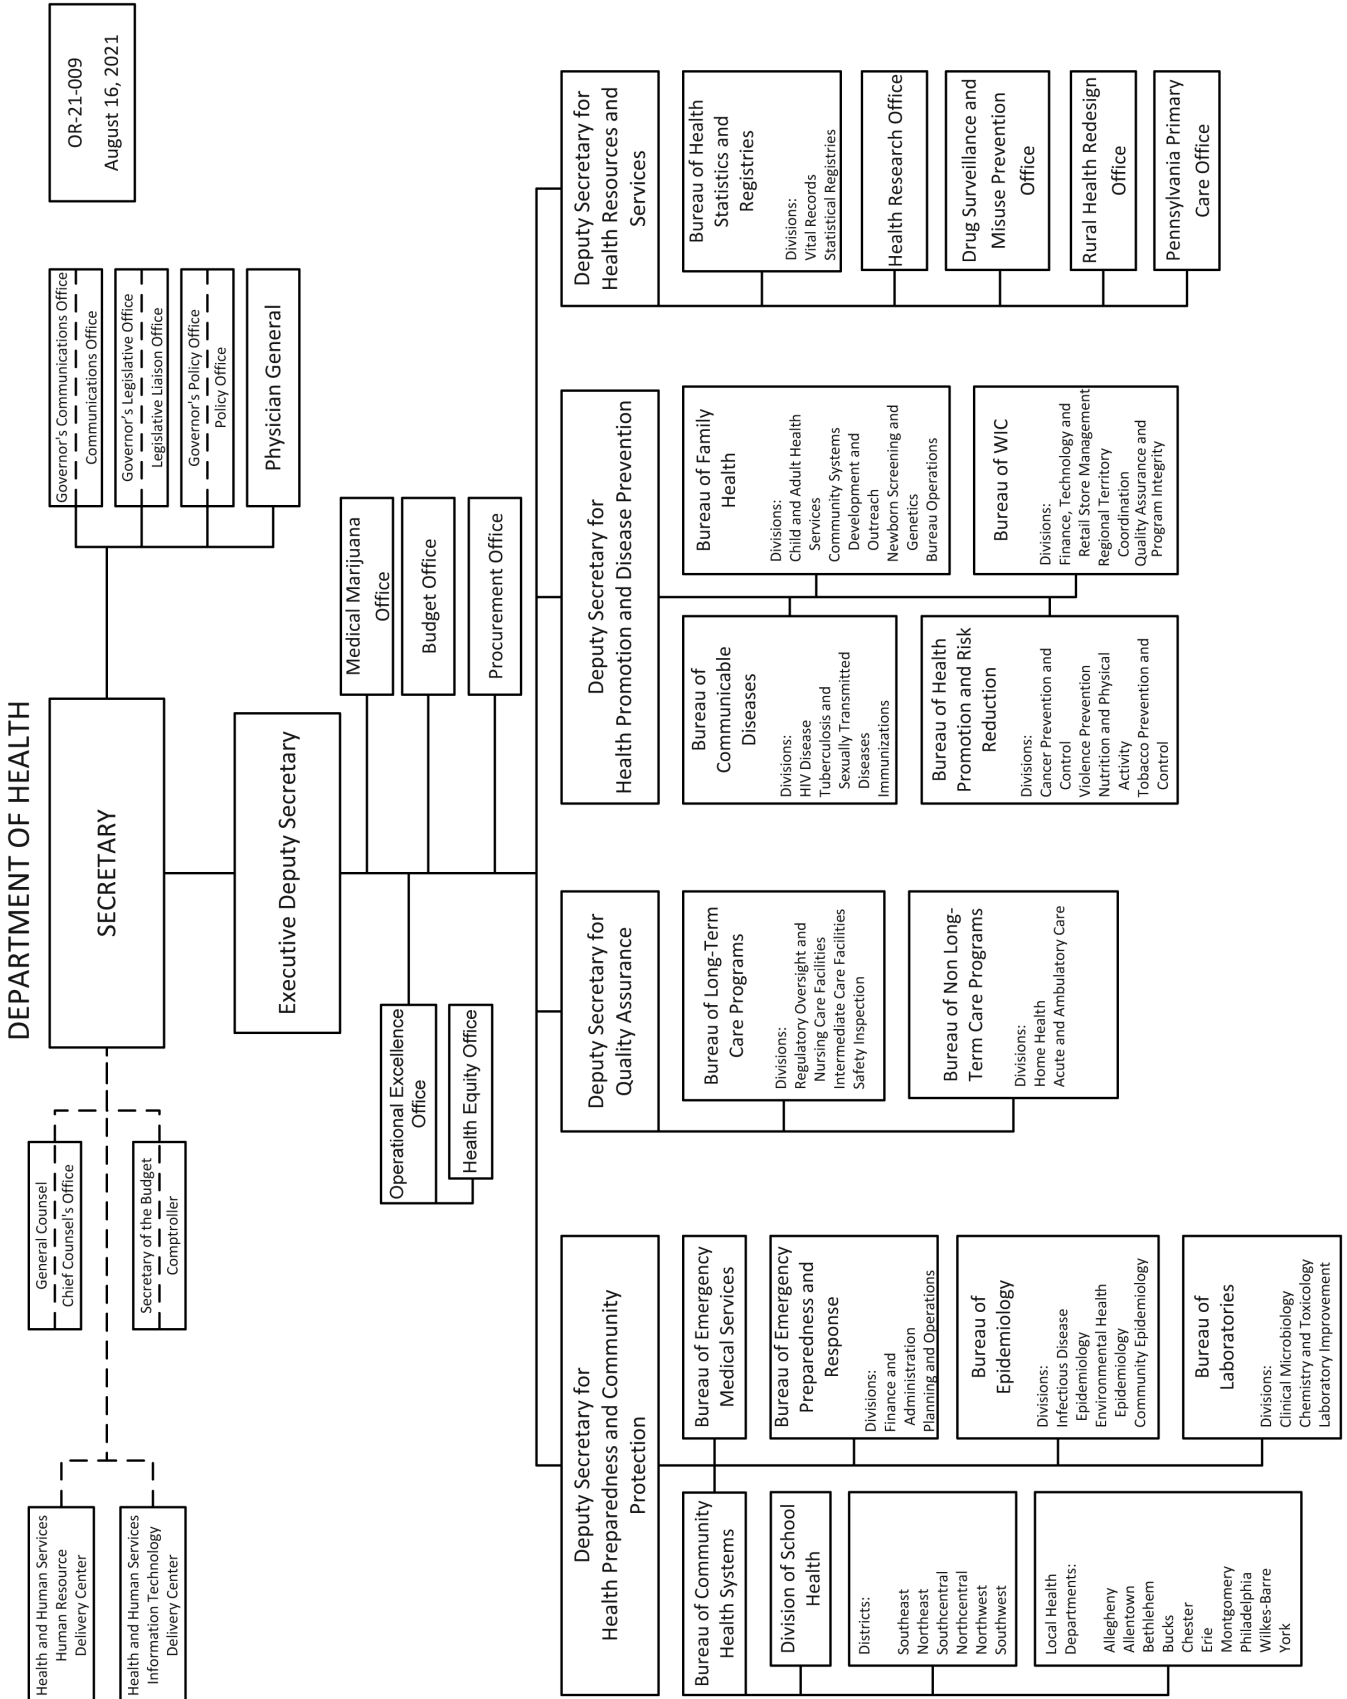 DEPARTMENT OF HEALTH
OR-21-009
August 16, 2021
SECRETARY
Health and Human Services
Human Resource
Delivery Center
Health and Human Services
Information Technology
Delivery Center
General Counsel
Chief Counsel's Office
Secretary of the Budget
Comptroller
Governor's Communications Office
Communications Office
Governor's Legislative Office
Legislative Liaison Office
Governor's Policy Office
Policy Office
Physician General
Executive Deputy Secretary
Medical Marijuana
Office
Budget Office
Procurement Office
Operational Excellence
Office
Health Equity Office
Deputy Secretary for
Health Preparedness and Community
Protection
Bureau of Community
Health Systems
Division of School
Health
Districts:
Southeast
Northeast
Southcentral
Northcentral
Northwest
Southwest
Local Health
Departments:
Allegheny
Allentown
Bethlehem
Bucks
Chester
Erie
Montgomery
Philadelphia
Wilkes-Barre
York
Bureau of Emergency
Medical Services
Bureau of Emergency
Preparedness and
Response
Divisions:
Finance and
Administration
Planning and Operations
Bureau of
Epidemiology
Divisions:
Infectious Disease
Epidemiology
Environmental Health
Epidemiology
Community Epidemiology
Bureau of
Laboratories
Divisions:
Clinical Microbiology
Chemistry and Toxicology
Laboratory Improvement
Deputy Secretary for
Quality Assurance
Bureau of Long-Term
Care Programs
Divisions:
Regulatory Oversight and
Nursing Care Facilities
Intermediate Care Facilities
Safety Inspection
Bureau of Non Long-
Term Care Programs
Divisions:
Home Health
Acute and Ambulatory Care
Deputy Secretary for
Health Promotion and Disease Prevention
Bureau of
Communicable
Diseases
Divisions:
HIV Disease
Tuberculosis and
Sexually Transmitted
Diseases
Immunizations
Bureau of Health
Promotion and Risk
Reduction
Divisions:
Cancer Prevention and
Control
Violence Prevention
Nutrition and Physical
Activity
Tobacco Prevention and
Control
Bureau of Family
Health
Divisions:
Child and Adult Health
Services
Community Systems
Development and
Outreach
Newborn Screening and
Genetics
Bureau Operations
Bureau of WIC
Divisions:
Finance, Technology and
Retail Store Management
Regional Territory
Coordination
Quality Assurance and
Program Integrity
Deputy Secretary for
Health Resources and
Services
Bureau of Health
Statistics and
Registries
Divisions:
Vital Records
Statistical Registries
Health Research Office
Drug Surveillance and
Misuse Prevention
Office
Rural Health Redesign
Office
Pennsylvania Primary
Care Office